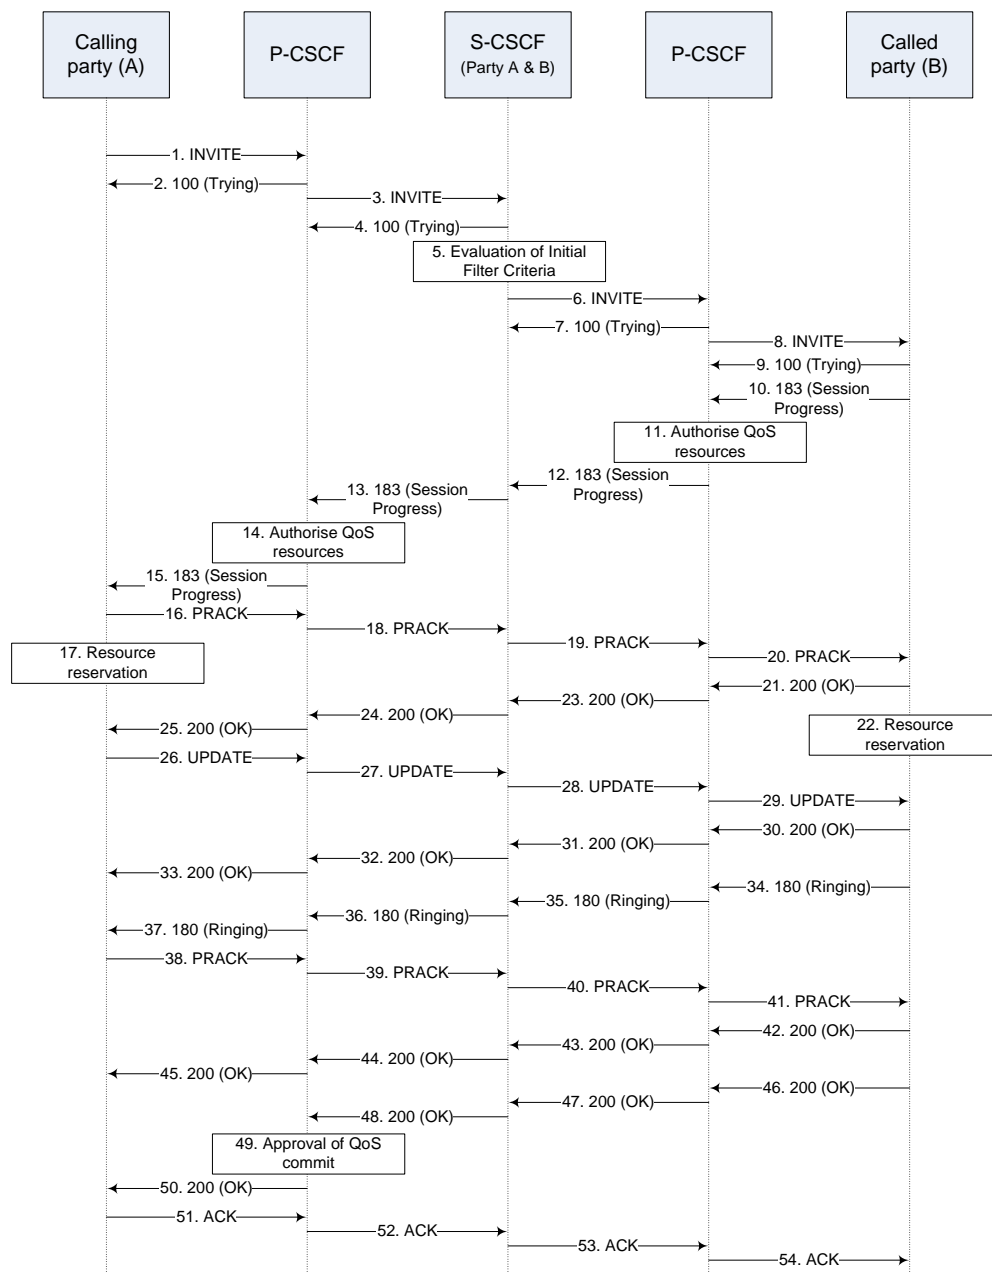 Calling
party (A)
P-CSCF
S-CSCF
(Party A & B)
P-CSCF
Called
party (B)
1. INVITE
2. 100 (Trying)
3. INVITE
4. 100 (Trying)
5. Evaluation of Initial
Filter Criteria
6. INVITE
7. 100 (Trying)
8. INVITE
9. 100 (Trying)
10. 183 (Session
Progress)
11. Authorise QoS
resources
12. 183 (Session
Progress)
13. 183 (Session
Progress)
14. Authorise QoS
resources
15. 183 (Session
Progress)
16. PRACK
17. Resource
reservation
18. PRACK
19. PRACK
20. PRACK
21. 200 (OK)
22. Resource
reservation
23. 200 (OK)
24. 200 (OK)
25. 200 (OK)
26. UPDATE
27. UPDATE
28. UPDATE
29. UPDATE
30. 200 (OK)
31. 200 (OK)
32. 200 (OK)
33. 200 (OK)
34. 180 (Ringing)
35. 180 (Ringing)
36. 180 (Ringing)
37. 180 (Ringing)
38. PRACK
39. PRACK
40. PRACK
41. PRACK
42. 200 (OK)
43. 200 (OK)
44. 200 (OK)
45. 200 (OK)
46. 200 (OK)
47. 200 (OK)
48. 200 (OK)
49. Approval of QoS
commit
50. 200 (OK)
51. ACK
52. ACK
53. ACK
54. ACK